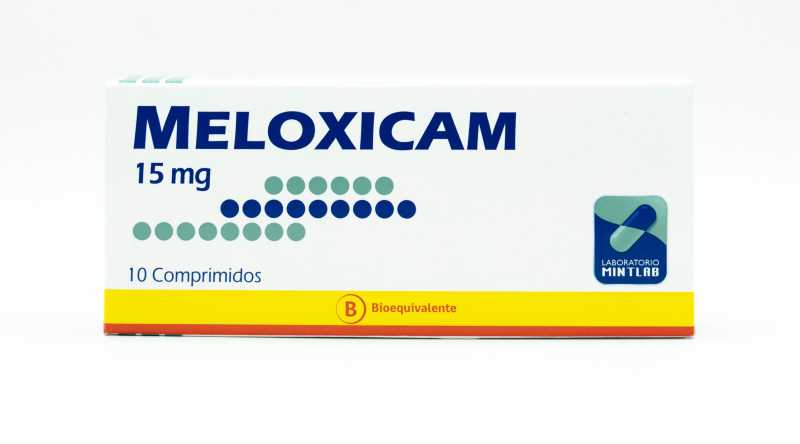 MELOXICAM
15 mg
10 Comprimidos
LABORATORIO
MINTLAB
B Bioequivalente